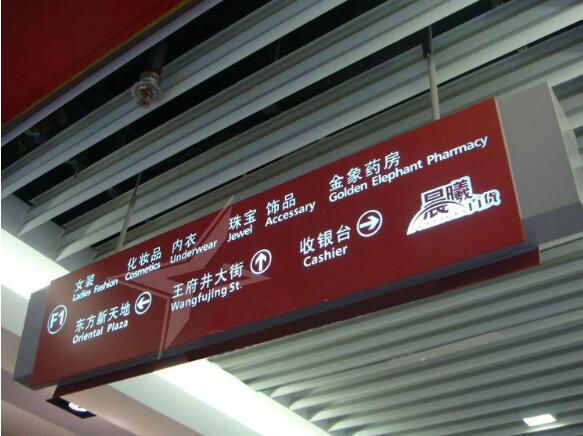 F1
女装 化妆品 内衣 珠宝 饰品 金象药房
Ladies Fashion Cosmetics Underwear Jewel Accessary Golden Elephant Pharmacy
东方新天地 ← 王府井大街 ↑ 收银台 →
Oriental Plaza Wangfujing St. Cashier
晨曦百货